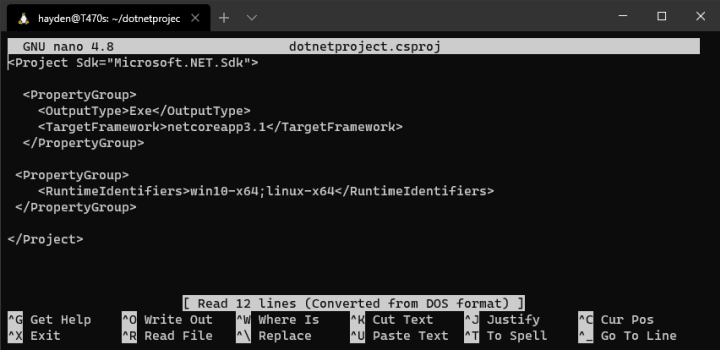 hayden@T470s: ~/dotnetprojec
GNU nano 4.8 dotnetproject.csproj
<Project Sdk="Microsoft.NET.Sdk">
  <PropertyGroup>
    <OutputType>Exe</OutputType>
    <TargetFramework>netcoreapp3.1</TargetFramework>
  </PropertyGroup>
 <PropertyGroup>
    <RuntimeIdentifiers>win10-x64;linux-x64</RuntimeIdentifiers>
 </PropertyGroup>
</Project>
[ Read 12 lines (Converted from DOS format) ]
^G Get Help ^O Write Out ^W Where Is ^K Cut Text ^J Justify ^C Cur Pos
^X Exit ^R Read File ^\ Replace ^U Paste Text ^T To Spell ^_ Go To Line